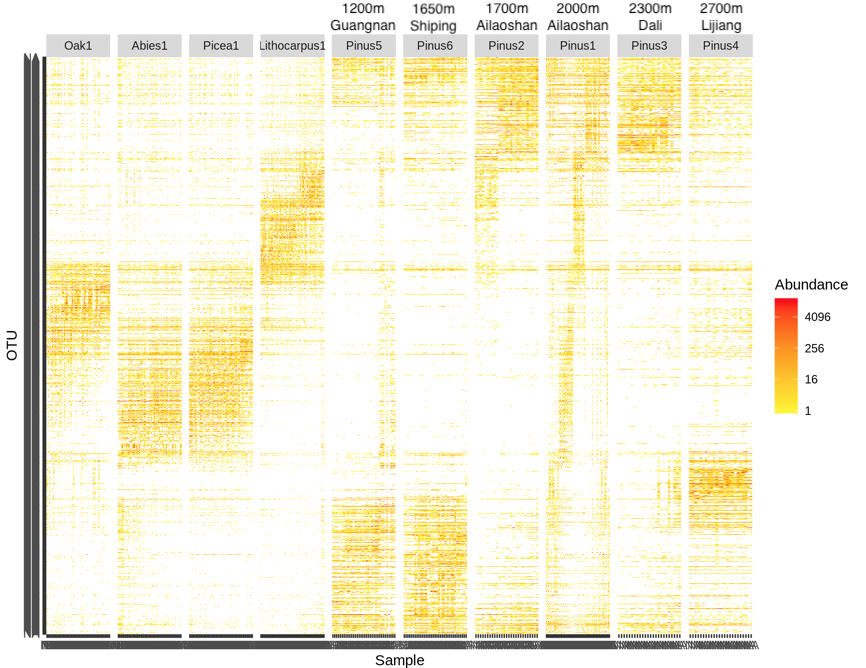 1200m 1650m 1700m 2000m 2300m 2700m
Guangnan Shiping Ailaoshan Ailaoshan Dali Lijiang
Oak1 Abies1 Picea1 Lithocarpus1 Pinus5 Pinus6 Pinus2 Pinus1 Pinus3 Pinus4
OTU
Abundance
4096
256
16
1
Sample